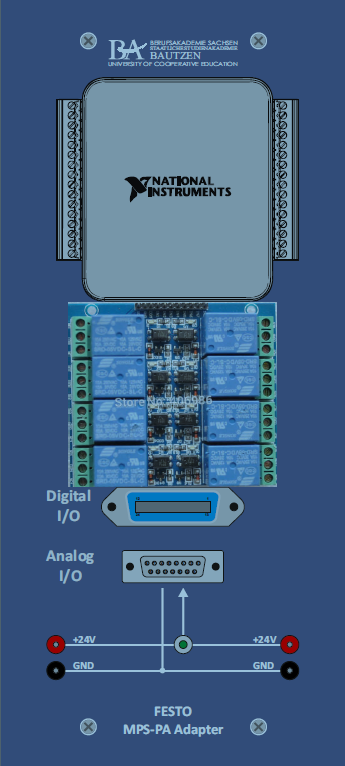 BA
BERUFSAKADEMIE SACHSEN
STAATLICHE STUDIENAKADEMIE
BAUTZEN
UNIVERSITY OF COOPERATIVE EDUCATION
NATIONAL
INSTRUMENTS
Digital
I/O
Analog
I/O
+24V
+24V
GND
GND
FESTO
MPS-PA Adapter